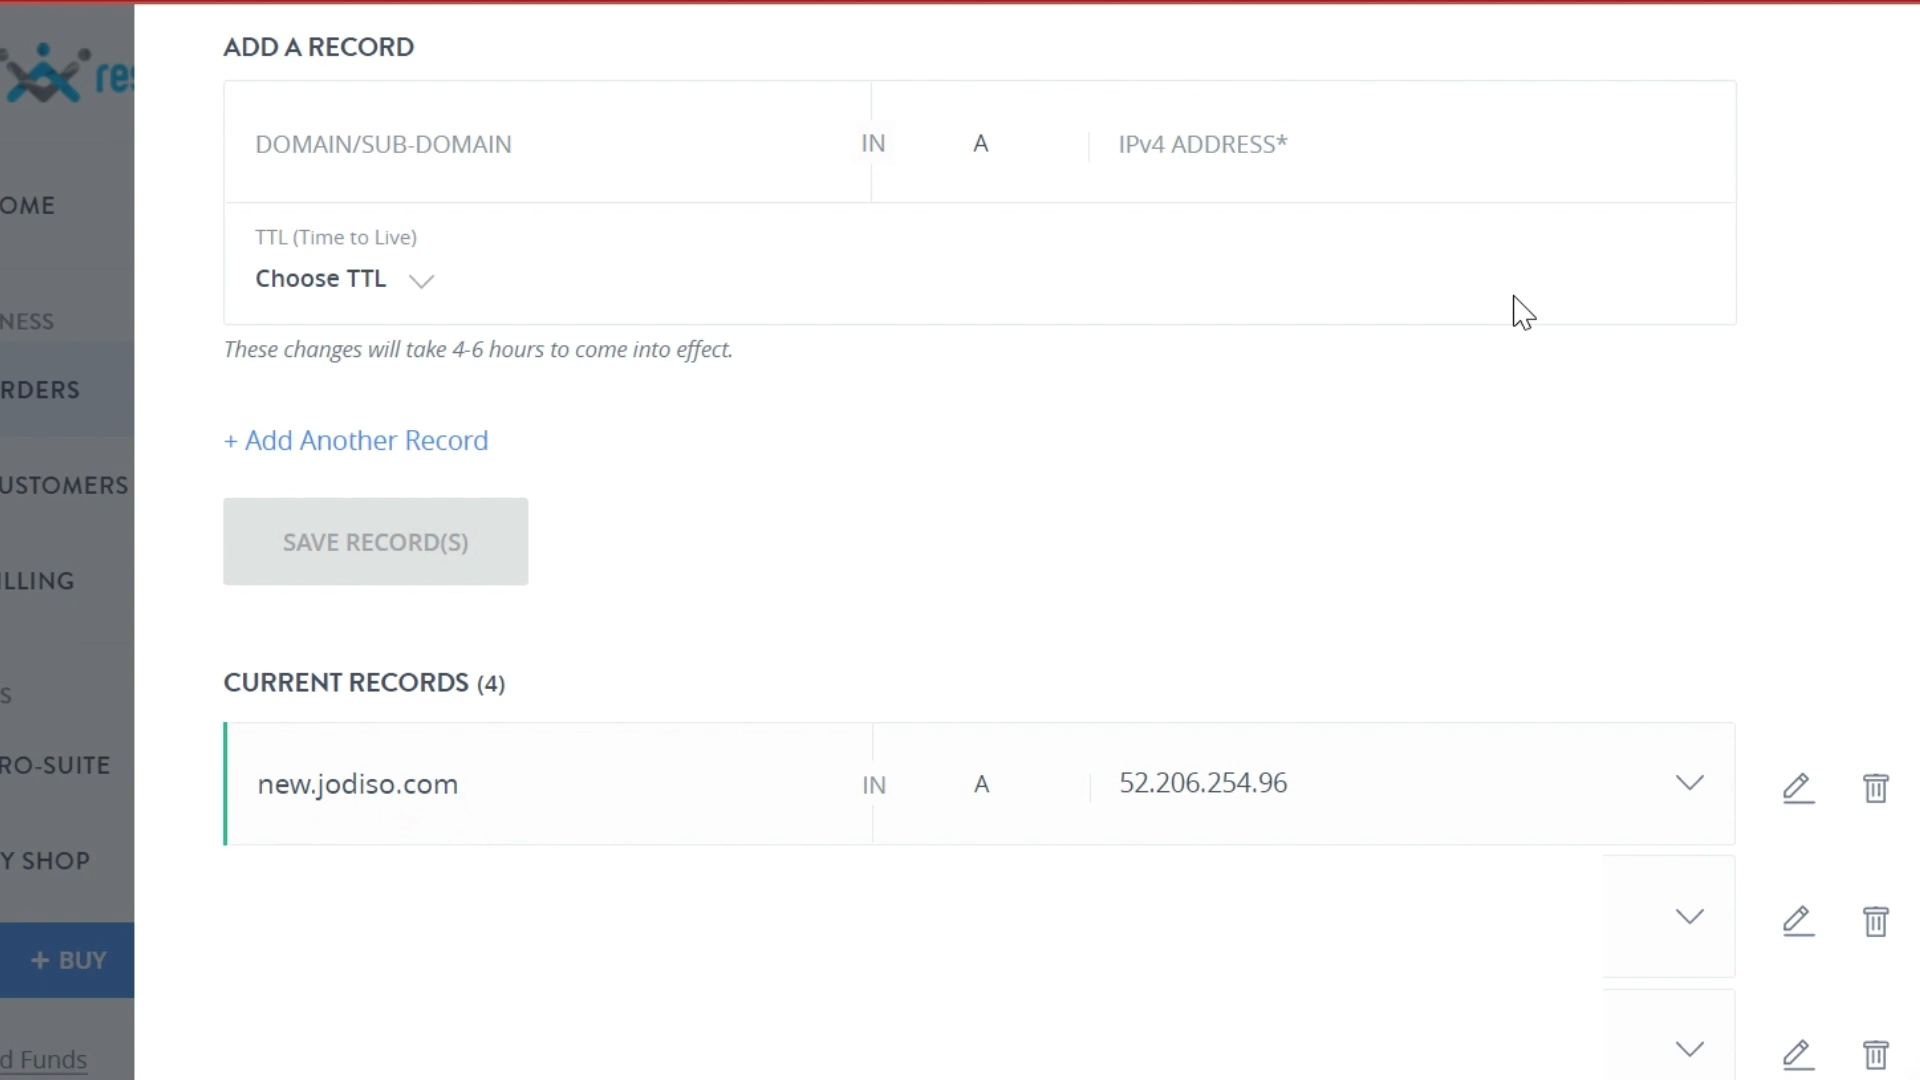 ADD A RECORD
res
DOMAIN/SUB-DOMAIN IN A IPv4 ADDRESS*
OME
TTL (Time to Live)
Choose TTL
NESS
These changes will take 4-6 hours to come into effect.
RDERS
+ Add Another Record
USTOMERS
SAVE RECORD(S)
ILLING
CURRENT RECORDS (4)
S
RO-SUITE
new.jodiso.com IN A 52.206.254.96
Y SHOP
+ BUY
d Funds